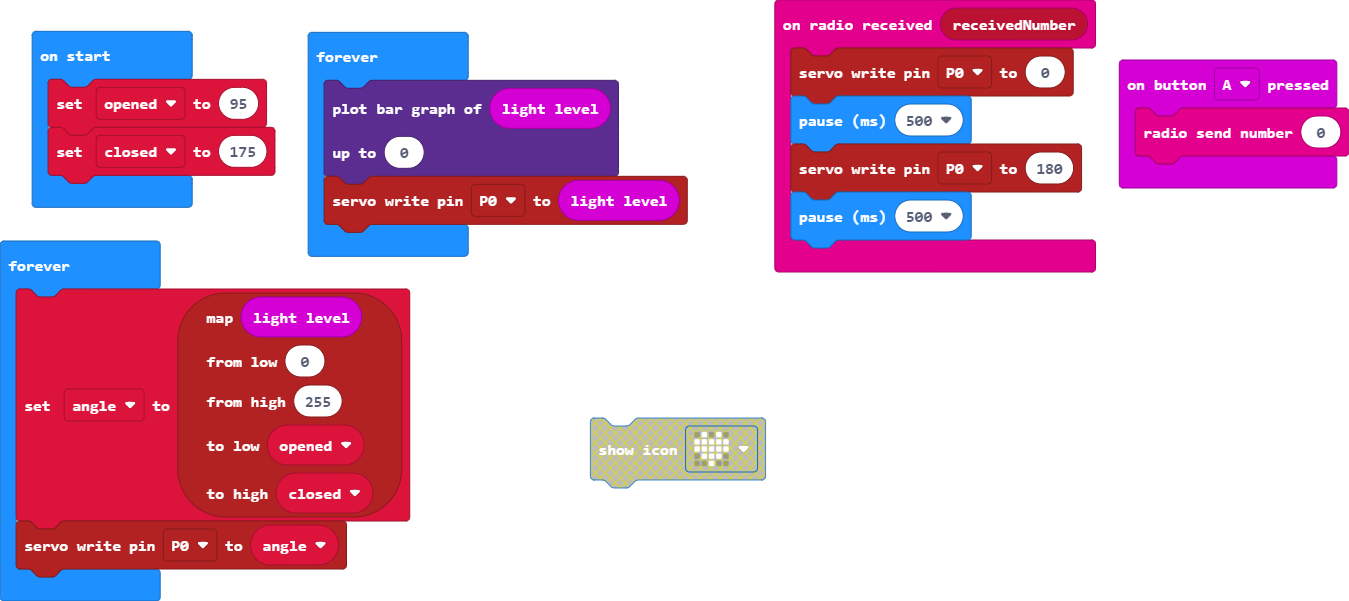 on start
set opened to 95
set closed to 175
forever
plot bar graph of light level
up to 0
servo write pin P0 to light level
on radio received receivedNumber
servo write pin P0 to 0
pause (ms) 500
servo write pin P0 to 180
pause (ms) 500
on button A pressed
radio send number 0
forever
set angle to
map light level
from low 0
from high 255
to low opened
to high closed
servo write pin P0 to angle
show icon